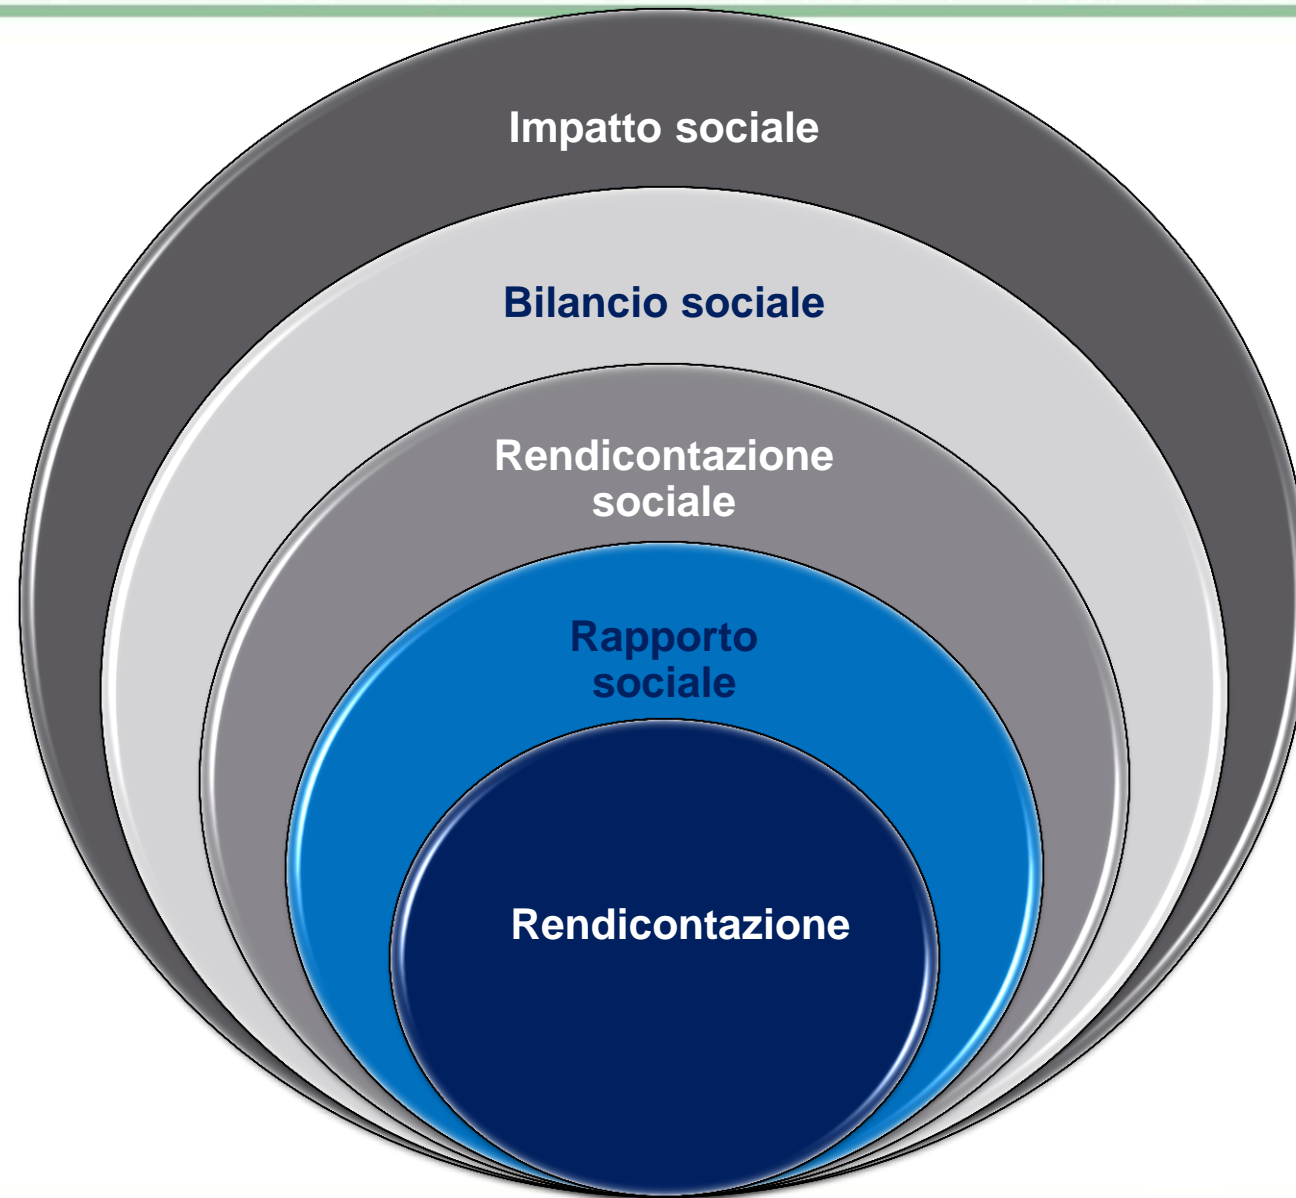 Impatto sociale
Bilancio sociale
Rendicontazione
sociale
Rapporto
sociale
Rendicontazione